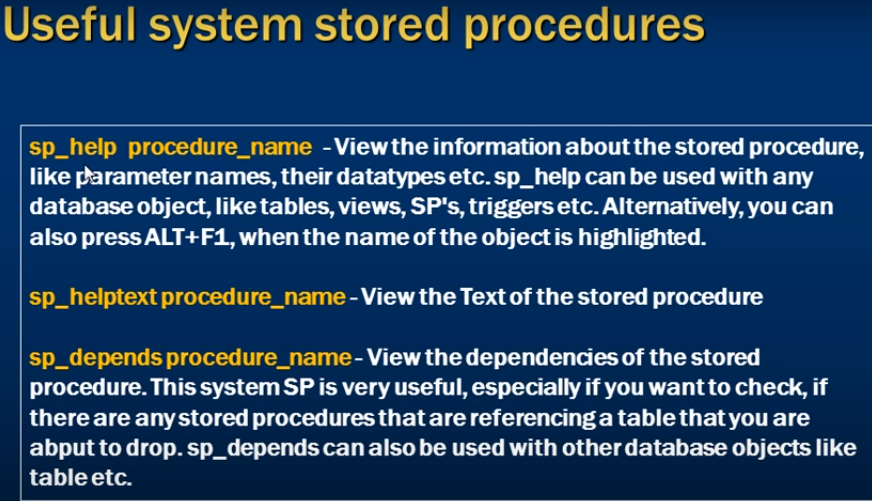 Useful system stored procedures
sp_help procedure_name - View the information about the stored procedure,
like parameter names, their datatypes etc. sp_help can be used with any
database object, like tables, views, SP's, triggers etc. Alternatively, you can
also press ALT+F1, when the name of the object is highlighted.
sp_helptext procedure_name - View the Text of the stored procedure
sp_depends procedure_name - View the dependencies of the stored
procedure. This system SP is very useful, especially if you want to check, if
there are any stored procedures that are referencing a table that you are
abput to drop. sp_depends can also be used with other database objects like
table etc.